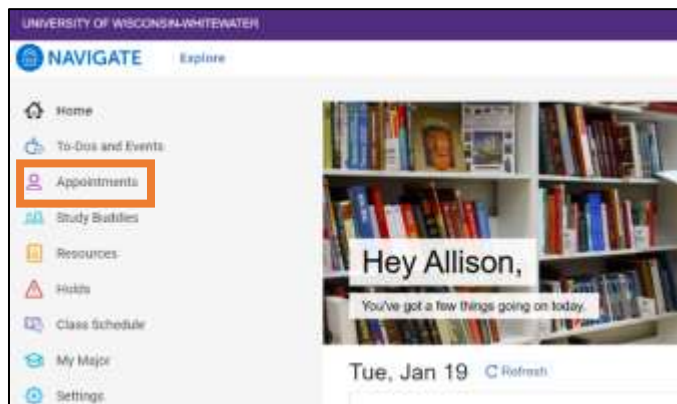 UNIVERSITY OF WISCONSIN-WHITEWATER
NAVIGATE
Explore
Home
To-Dos and Events
Appointments
Study Buddies
Resources
Holds
Class Schedule
My Major
Settings
Hey Allison,
You've got a few things going on today.
Tue, Jan 19
Refresh